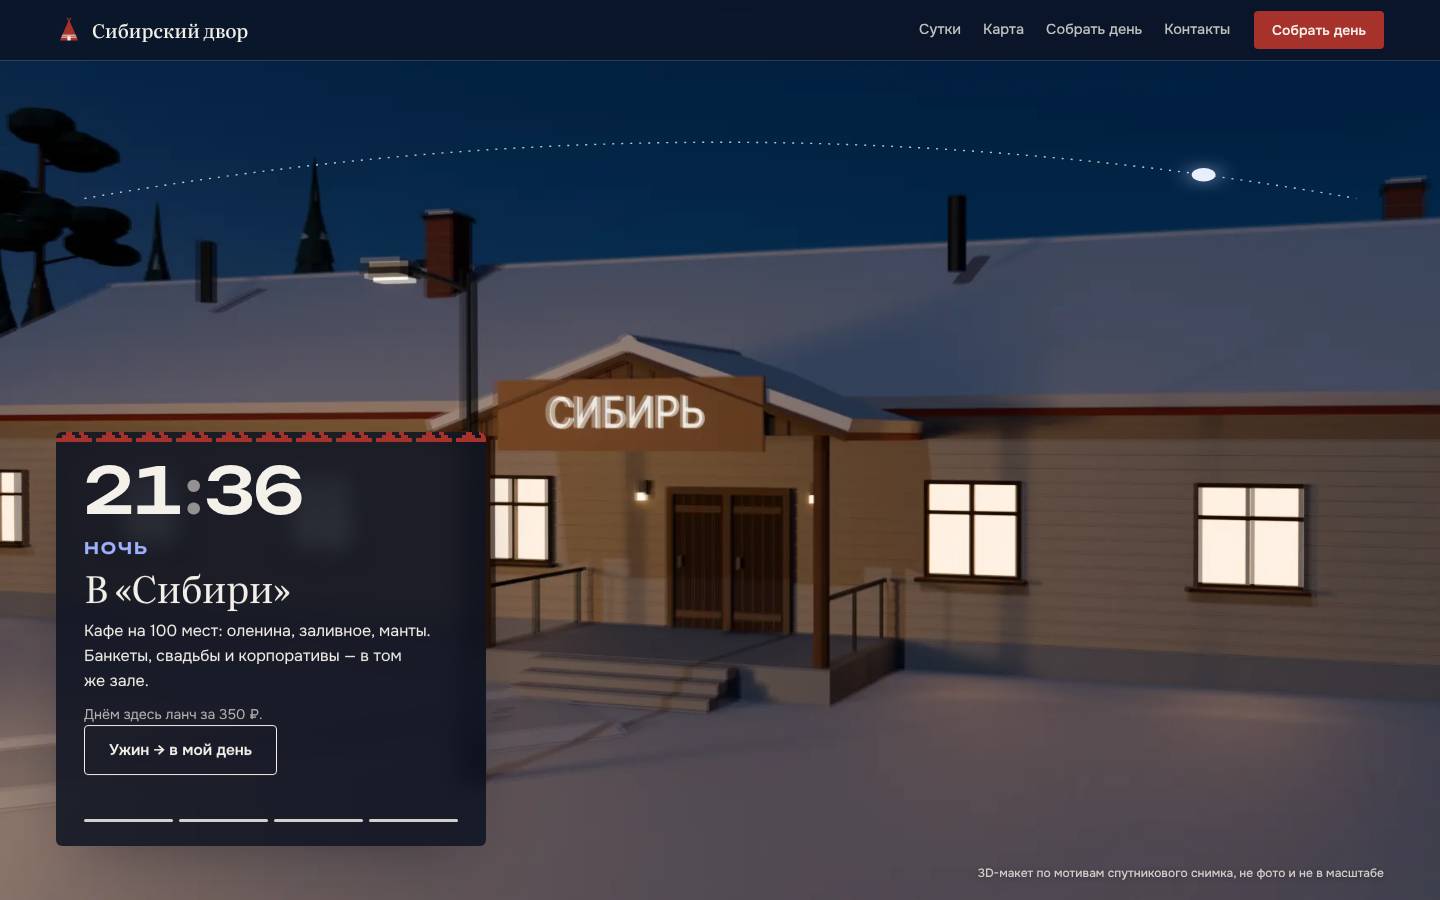 Сибирский двор
Сутки Карта Собрать день Контакты Собрать день
СИБИРЬ
21:36
НОЧЬ
В «Сибири»
Кафе на 100 мест: оленина, заливное, манты.
Банкеты, свадьбы и корпоративы — в том
же зале.
Днём здесь ланч за 350 ₽.
Ужин → в мой день
3D-макет по мотивам спутникового снимка, не фото и не в масштабе